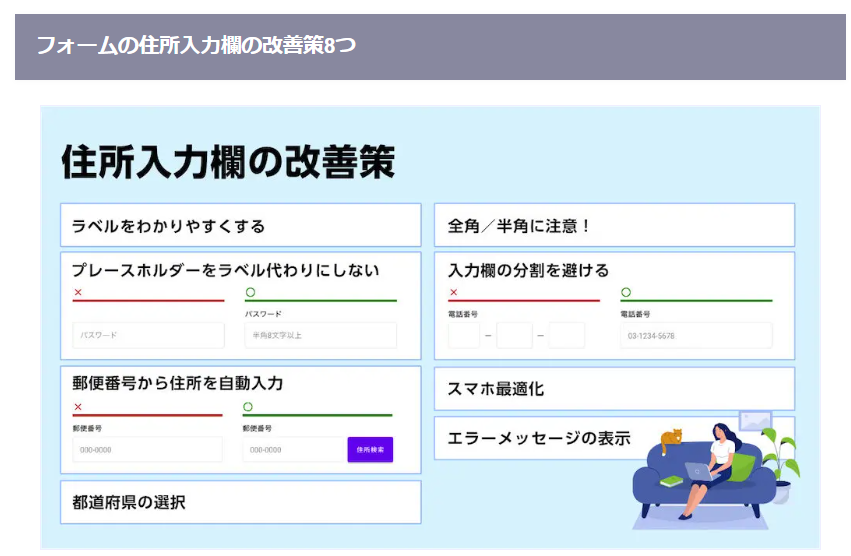 フォームの住所入力欄の改善策8つ
住所入力欄の改善策
ラベルをわかりやすくする
プレースホルダーをラベル代わりにしない
×
○
パスワード
パスワード
半角8文字以上
郵便番号から住所を自動入力
×
○
郵便番号
郵便番号
000-0000
000-0000
住所検索
都道府県の選択
全角／半角に注意！
入力欄の分割を避ける
×
○
電話番号
電話番号
– –
03-1234-5678
スマホ最適化
エラーメッセージの表示